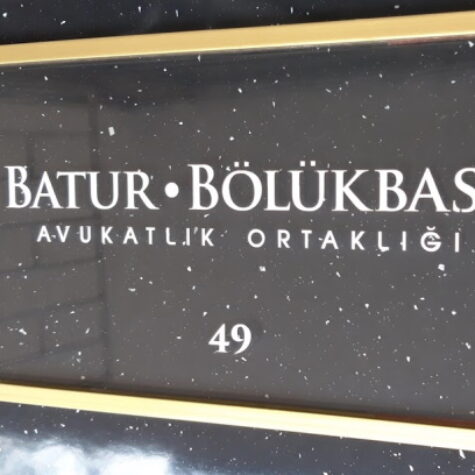 BATUR • BÖLÜKBAS
AVUKATLIK ORTAKLIĞI
49